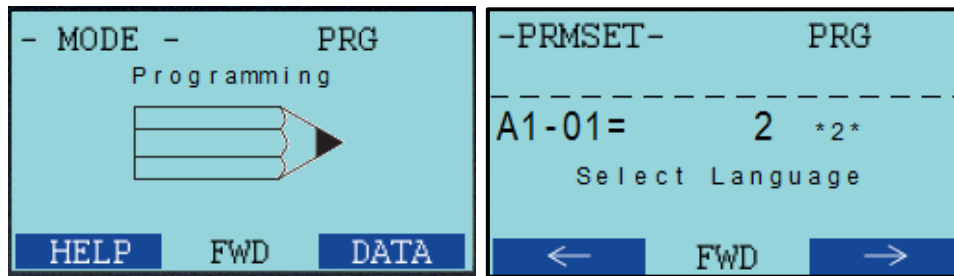 - MODE - PRG
Programming
HELP FWD DATA
-PRMSET- PRG
A1-01= 2 *2*
Select Language
← FWD →